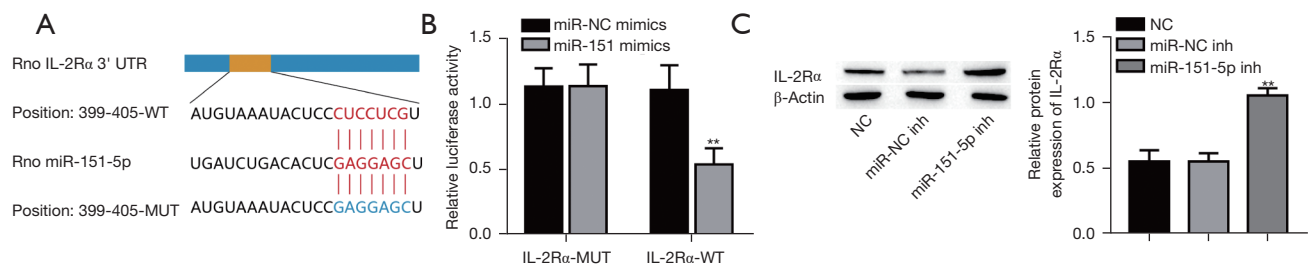 A
Rno IL-2Rα 3' UTR
Position: 399-405-WT
AUGUAAAUACUCCCUCCUCGU
Rno miR-151-5p
UGAUCUGACACUCGAGGAGCU
Position: 399-405-MUT
AUGUAAAUACUCCGAGGAGCU
B
miR-NC mimics
miR-151 mimics
Relative luciferase activity
1.5
1.0
0.5
0.0
**
IL-2Rα-MUT
IL-2Rα-WT
C
IL-2Rα
β-Actin
NC
miR-NC inh
miR-151-5p inh
NC
miR-NC inh
miR-151-5p inh
Relative protein
expression of IL-2Rα
1.5
1.0
0.5
0.0
**